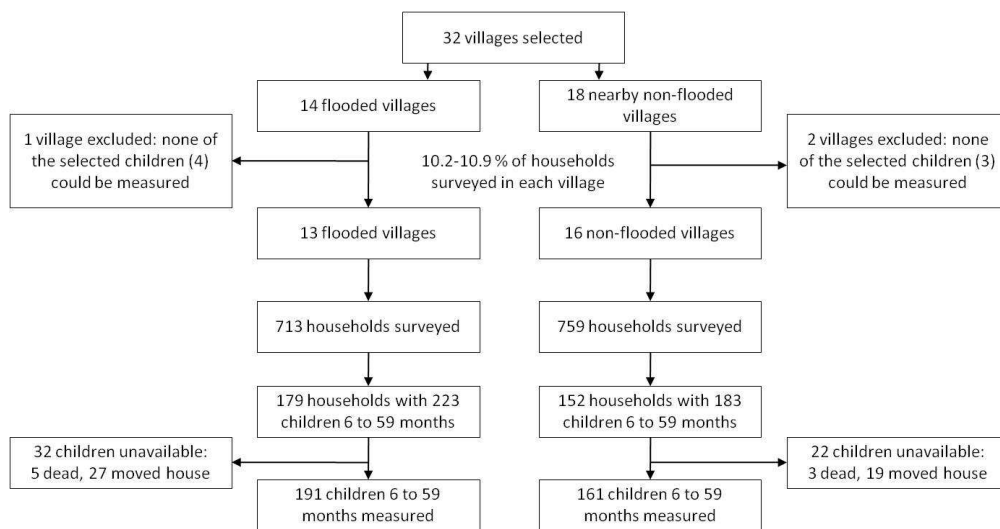 32 villages selected
14 flooded villages
18 nearby non-flooded
villages
1 village excluded: none
of the selected children (4)
could be measured
10.2-10.9 % of households
surveyed in each village
2 villages excluded: none
of the selected children (3)
could be measured
13 flooded villages
16 non-flooded villages
713 households surveyed
759 households surveyed
179 households with 223
children 6 to 59 months
152 households with 183
children 6 to 59 months
32 children unavailable:
5 dead, 27 moved house
22 children unavailable:
3 dead, 19 moved house
191 children 6 to 59
months measured
161 children 6 to 59
months measured